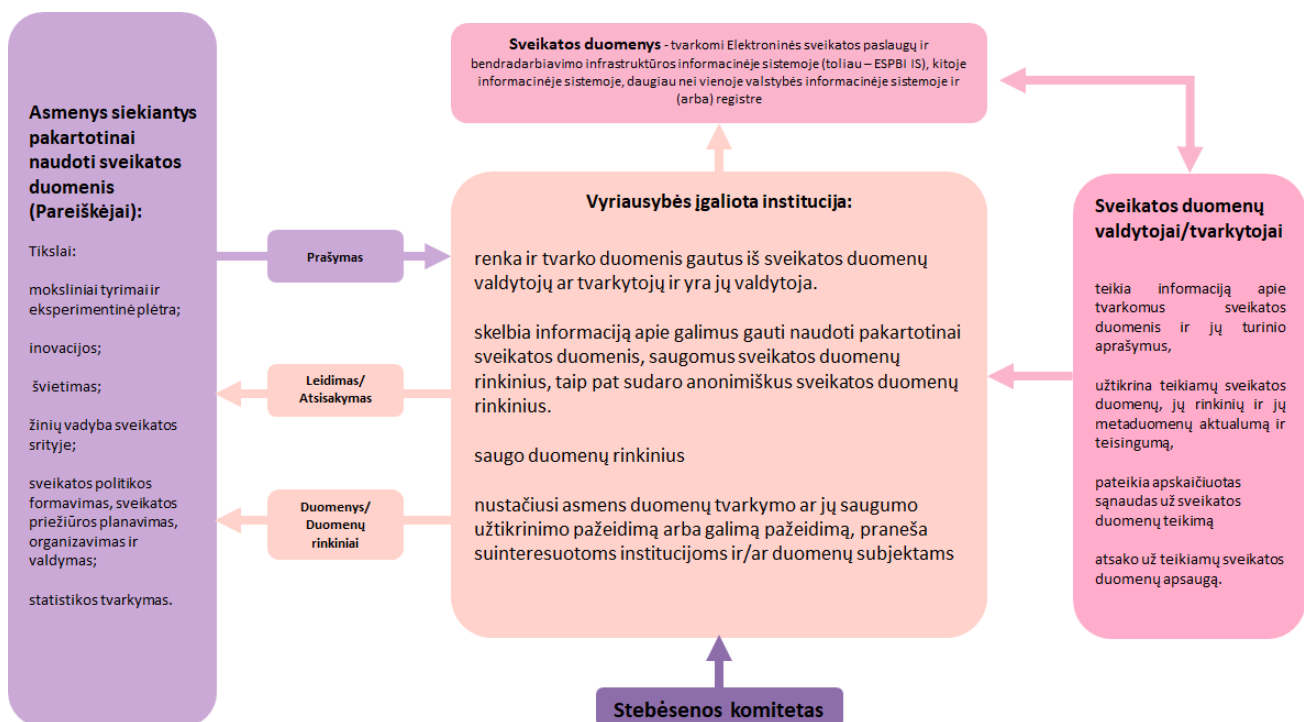 Asmenys siekiantys
pakartotinai
naudoti sveikatos
duomenis
(Pareiškėjai):
Tikslai:
moksliniai tyrimai ir
eksperimentinė plėtra;
inovacijos;
švietimas;
žinių vadyba sveikatos
srityje;
sveikatos politikos
formavimas, sveikatos
priežiūros planavimas,
organizavimas ir
valdymas;
statistikos tvarkymas.
Prašymas
Leidimas/
Atsisakymas
Duomenys/
Duomenų
rinkiniai
Sveikatos duomenys - tvarkomi Elektroninės sveikatos paslaugų ir
bendradarbiavimo infrastruktūros informacinėje sistemoje (toliau – ESPBI IS), kitoje
informacinėje sistemoje, daugiau nei vienoje valstybės informacinėje sistemoje ir
(arba) registre
Vyriausybės įgaliota institucija:
renka ir tvarko duomenis gautus iš sveikatos duomenų
valdytojų ar tvarkytojų ir yra jų valdytoja.
skelbia informaciją apie galimus gauti naudoti pakartotinai
sveikatos duomenis, saugomus sveikatos duomenų
rinkinius, taip pat sudaro anonimiškus sveikatos duomenų
rinkinius.
saugo duomenų rinkinius
nustačiusi asmens duomenų tvarkymo ar jų saugumo
užtikrinimo pažeidimą arba galimą pažeidimą, praneša
suinteresuotoms institucijoms ir/ar duomenų subjektams
Stebėsenos komitetas
Sveikatos duomenų
valdytojai/tvarkytojai
teikia informaciją apie
tvarkomus sveikatos
duomenis ir jų turinio
aprašymus,
užtikrina teikiamų sveikatos
duomenų, jų rinkinių ir jų
metaduomenų aktualumą ir
teisingumą,
pateikia apskaičiuotas
sąnaudas už sveikatos
duomenų teikimą
atsako už teikiamų sveikatos
duomenų apsaugą.